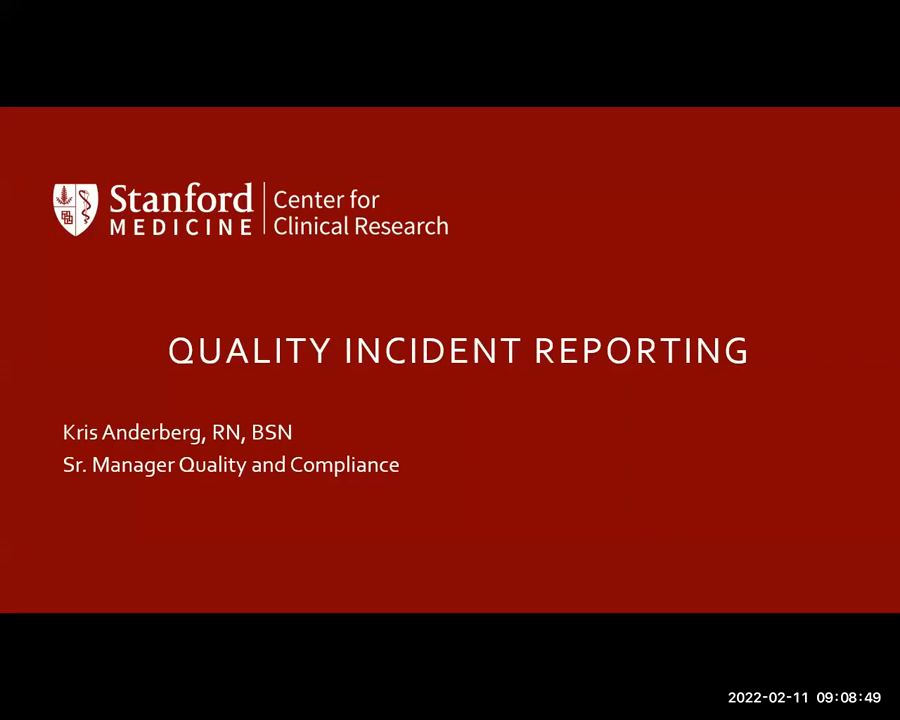 Stanford
MEDICINE
Center for
Clinical Research
QUALITY INCIDENT REPORTING
Kris Anderberg, RN, BSN
Sr. Manager Quality and Compliance
2022-02-11 09:08:49